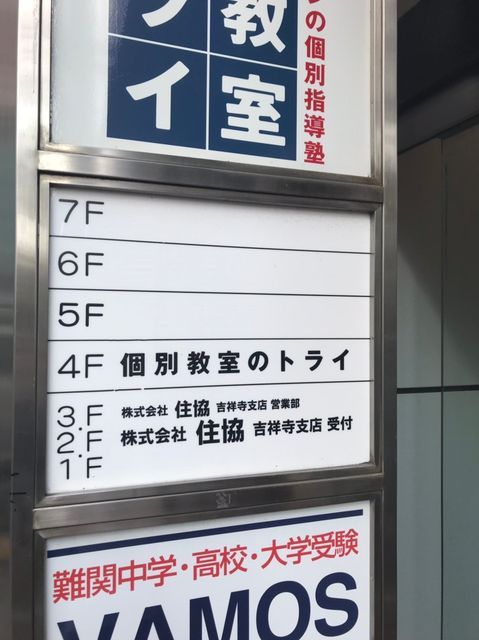 教
イ 室
の個別指導塾
7F
6F
5F
4F 個別教室のトライ
3.F 株式会社 住協 吉祥寺支店 営業部
2.F 株式会社 住協 吉祥寺支店 受付
1F
難関中学・高校・大学受験
VAMOS